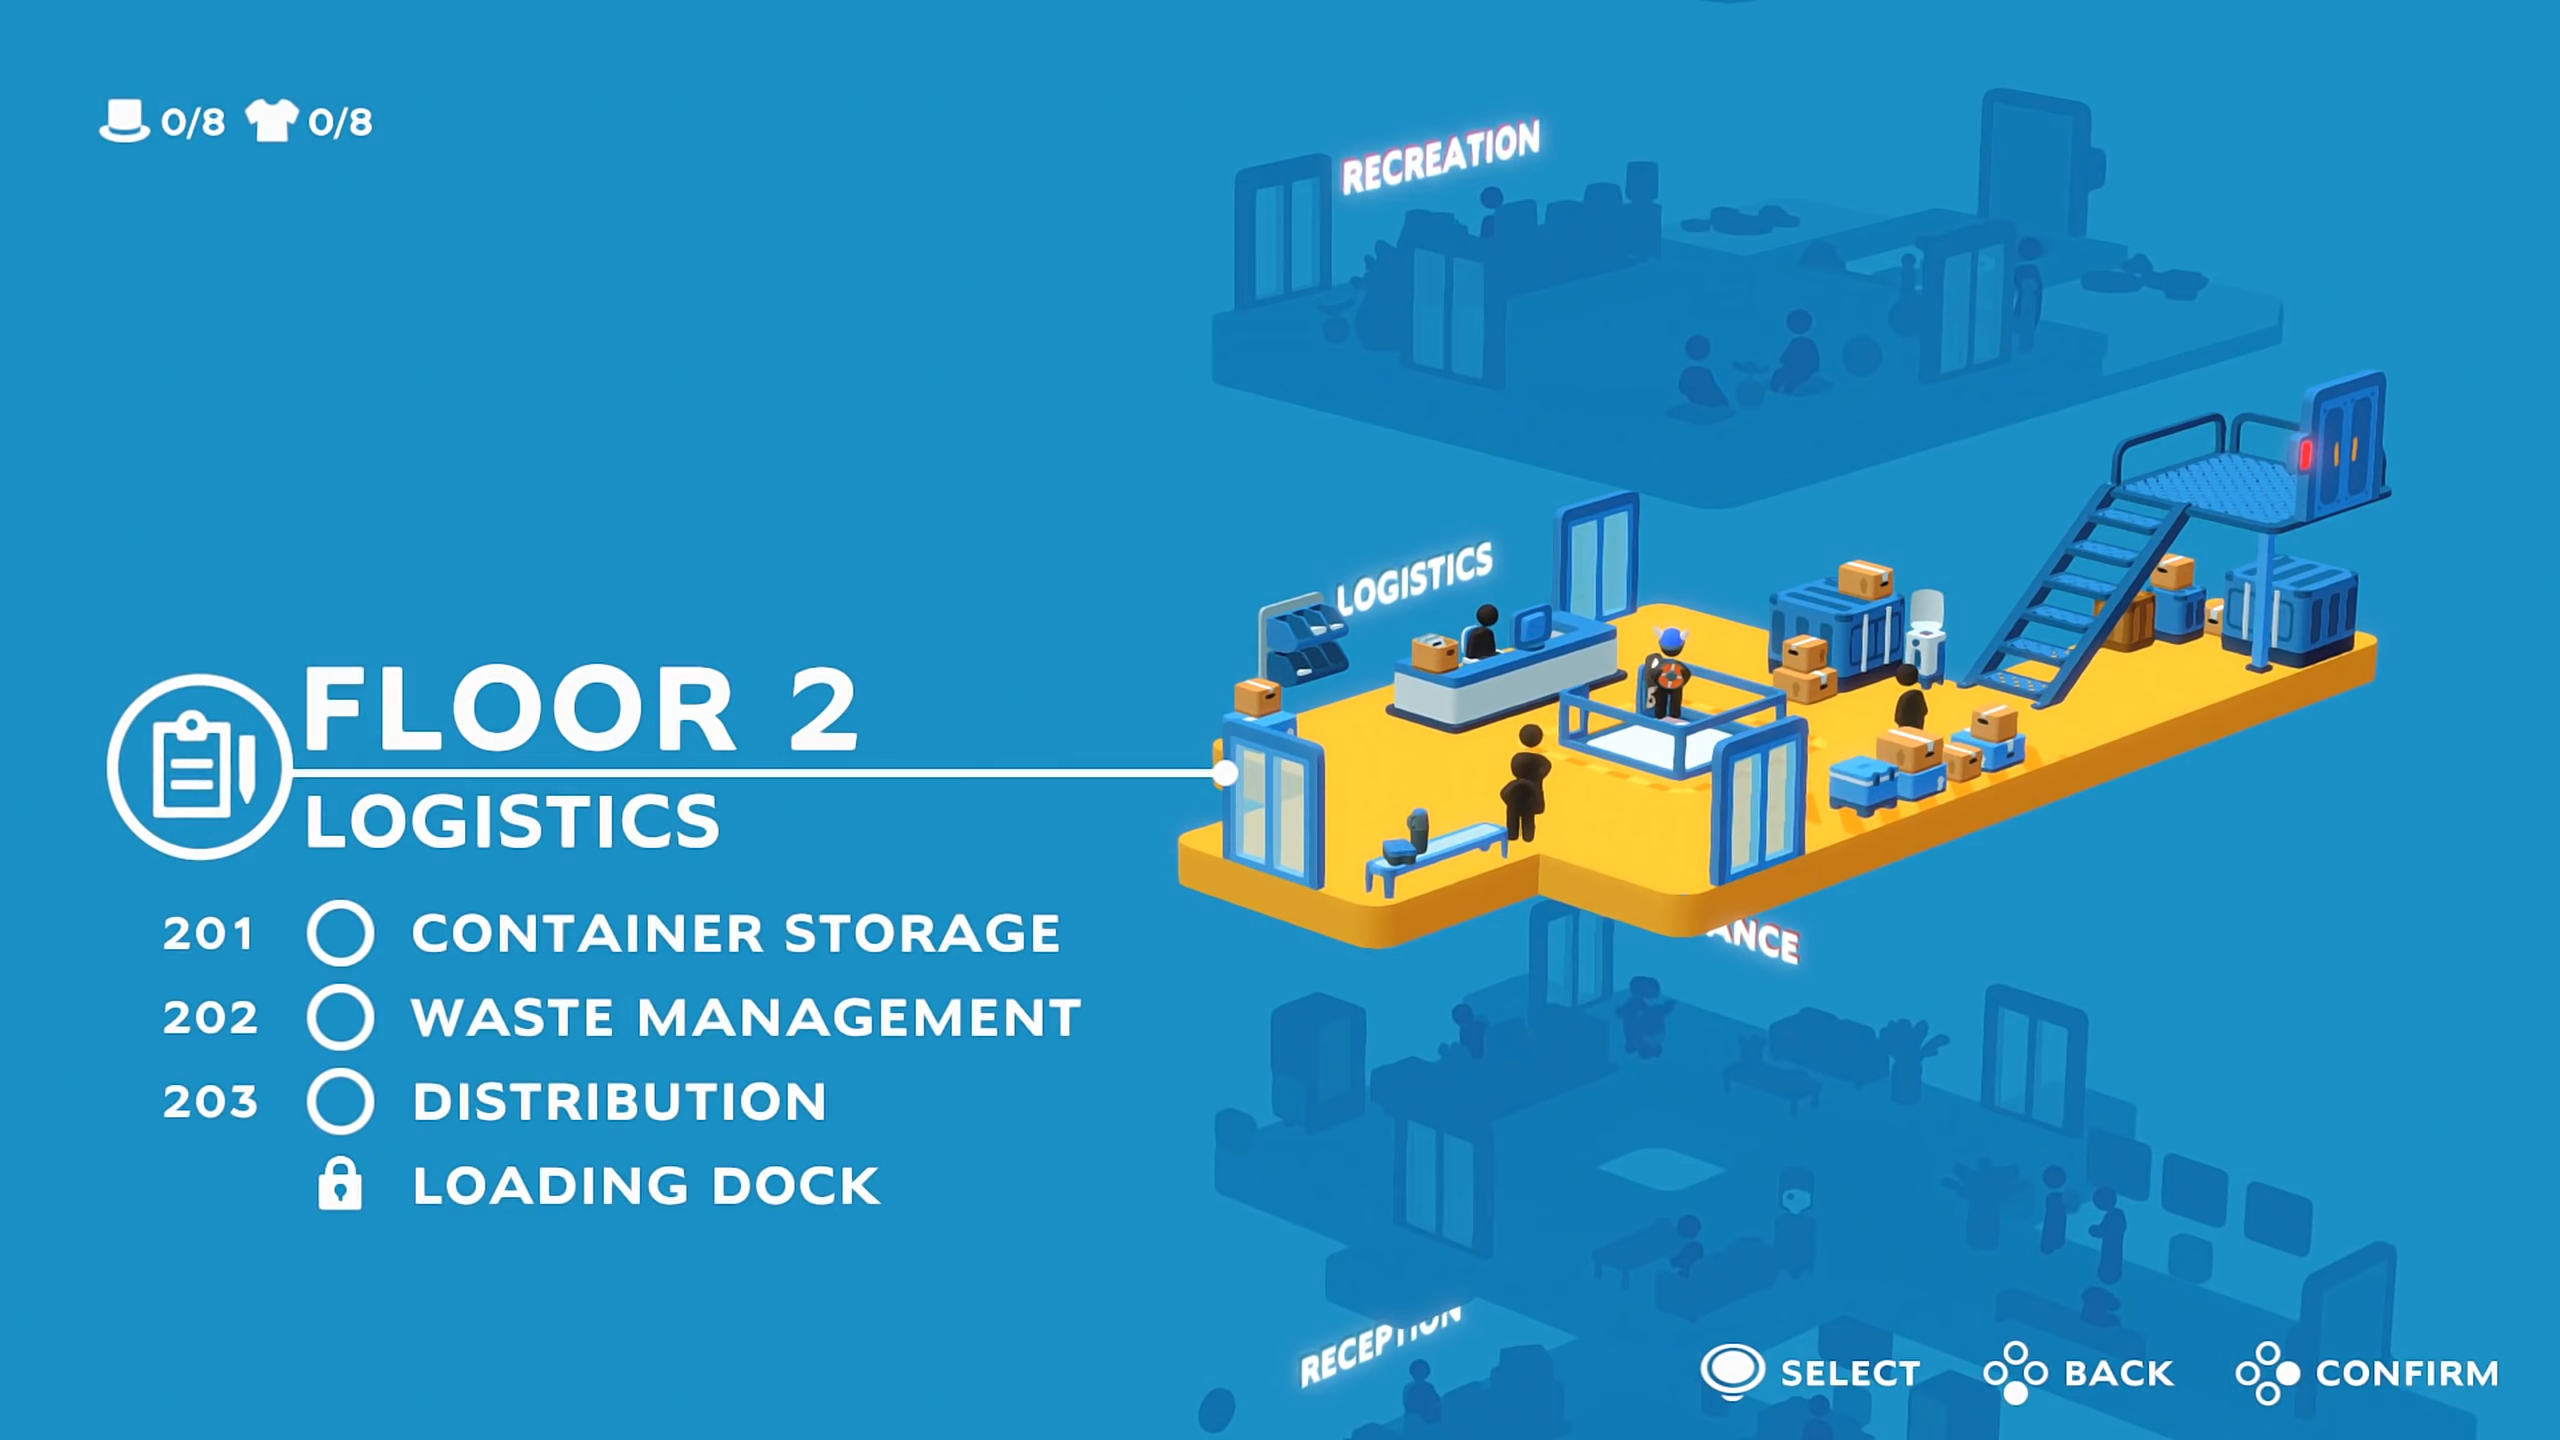 0/8 0/8
RECREATION
LOGISTICS
FLOOR 2
LOGISTICS
201 CONTAINER STORAGE
202 WASTE MANAGEMENT
203 DISTRIBUTION
LOADING DOCK
RECEPTION
SELECT BACK CONFIRM